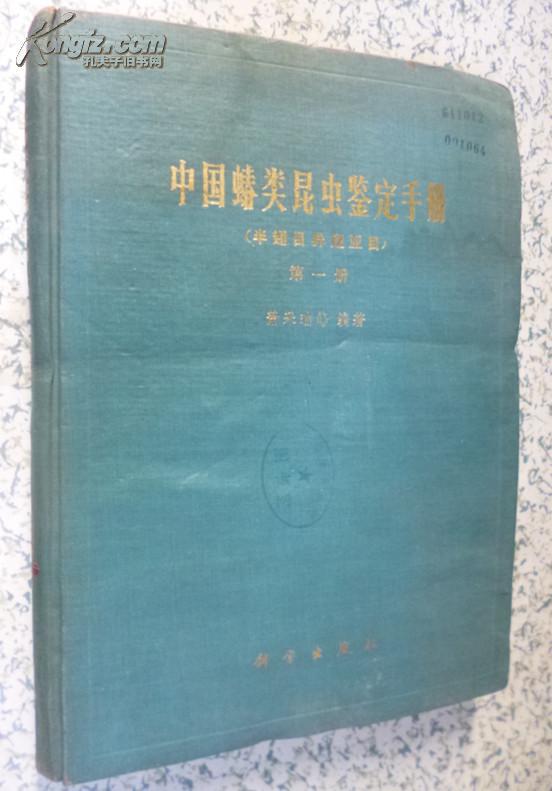 Kongfz.com
孔夫子旧书网
611012
001064
中国蝽类昆虫鉴定手册
(半翅目异翅亚目)
第一册
萧采瑜等 编著
科学出版社